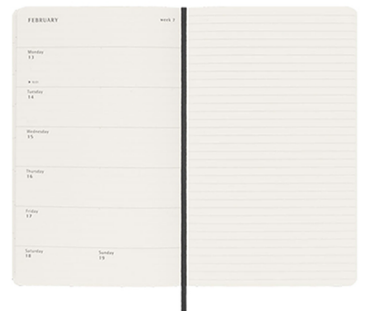 FEBRUARY week 7
Monday
13
Tuesday
14
Wednesday
15
Thursday
16
Friday
17
Saturday Sunday
18 19